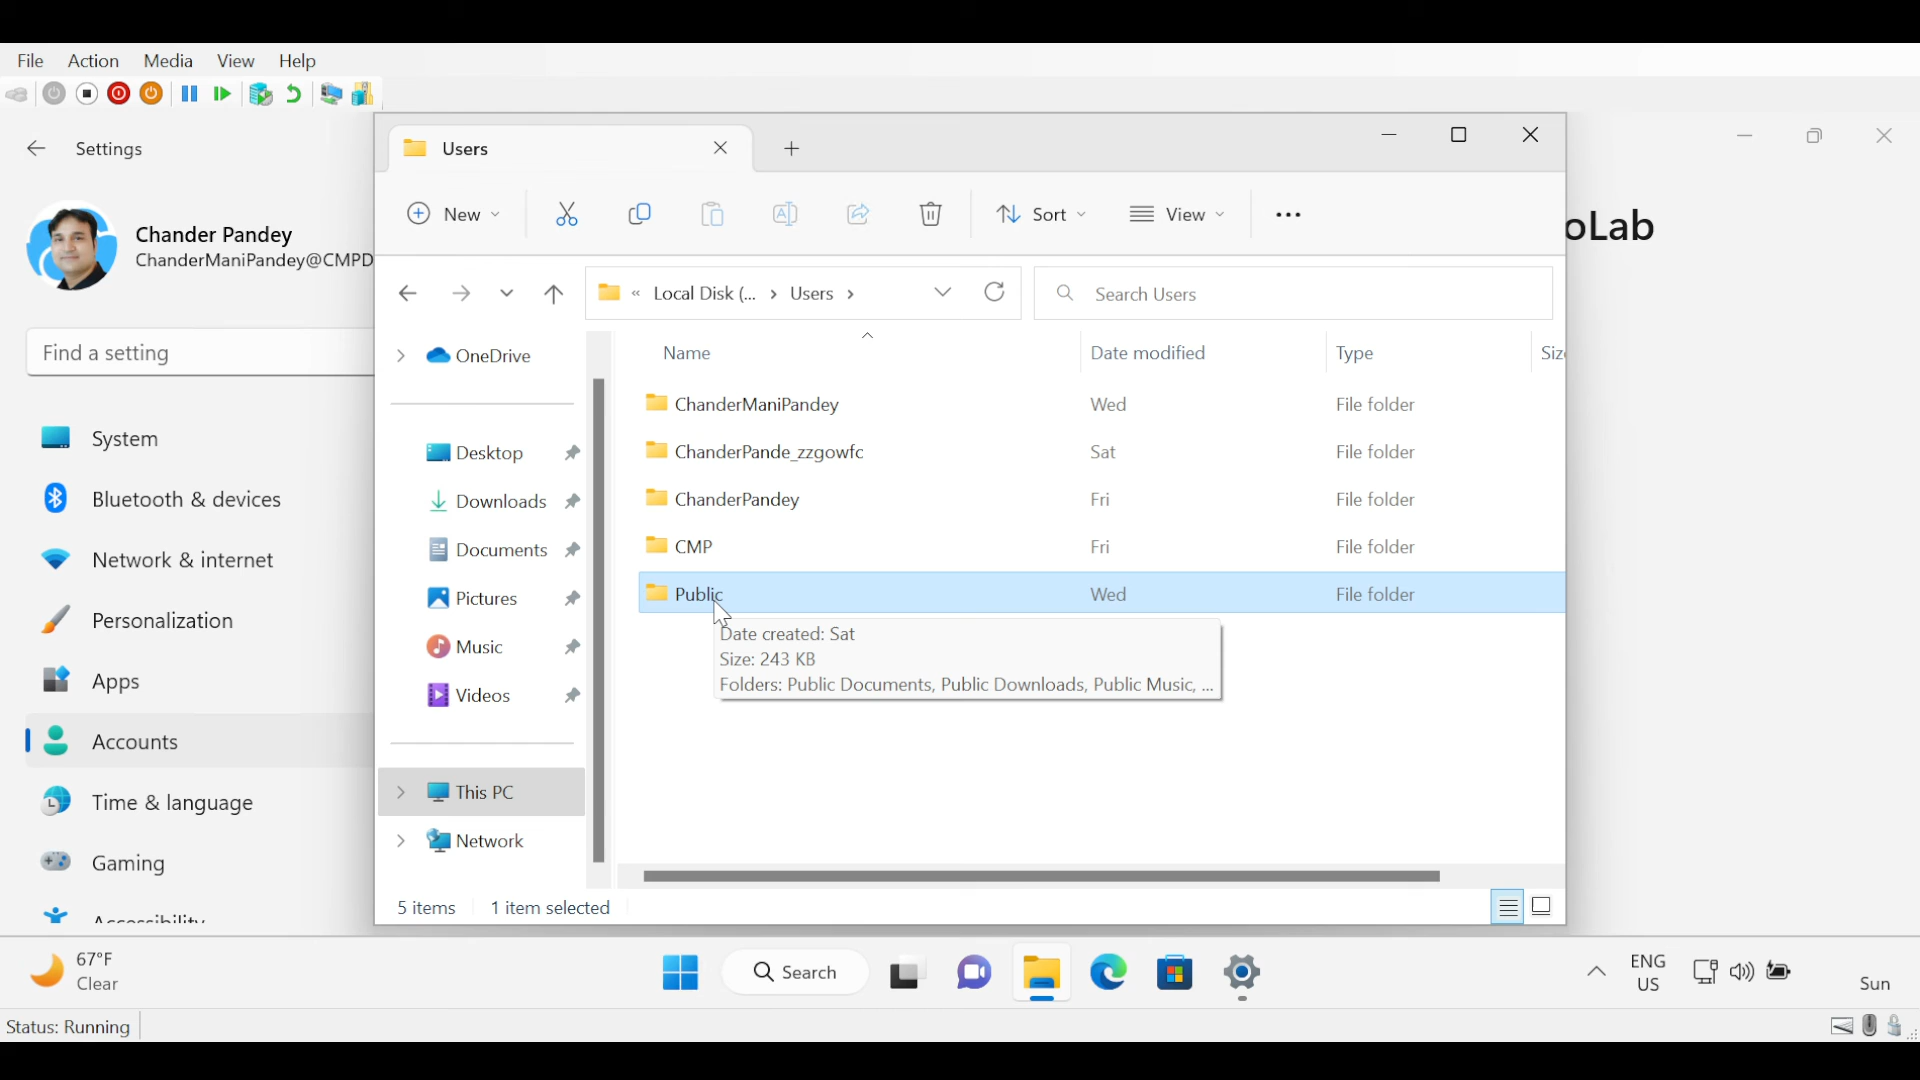 File Action Media View Help
Settings
Users
Chander Pandey
ChanderManiPandey@CMPD
oLab
New
Sort
View
« Local Disk (... › Users ›
Search Users
Find a setting
System
Bluetooth & devices
Network & internet
Personalization
Apps
Accounts
Time & language
Gaming
Accessibility
OneDrive
Desktop
Downloads
Documents
Pictures
Music
Videos
This PC
Network
Name Date modified Type Siz
ChanderManiPandey Wed File folder
ChanderPande_zzgowfc Sat File folder
ChanderPandey Fri File folder
CMP Fri File folder
Public Wed File folder
Date created: Sat
Size: 243 KB
Folders: Public Documents, Public Downloads, Public Music, ...
5 items 1 item selected
67°F
Clear
Search
ENG
US
Sun
Status: Running